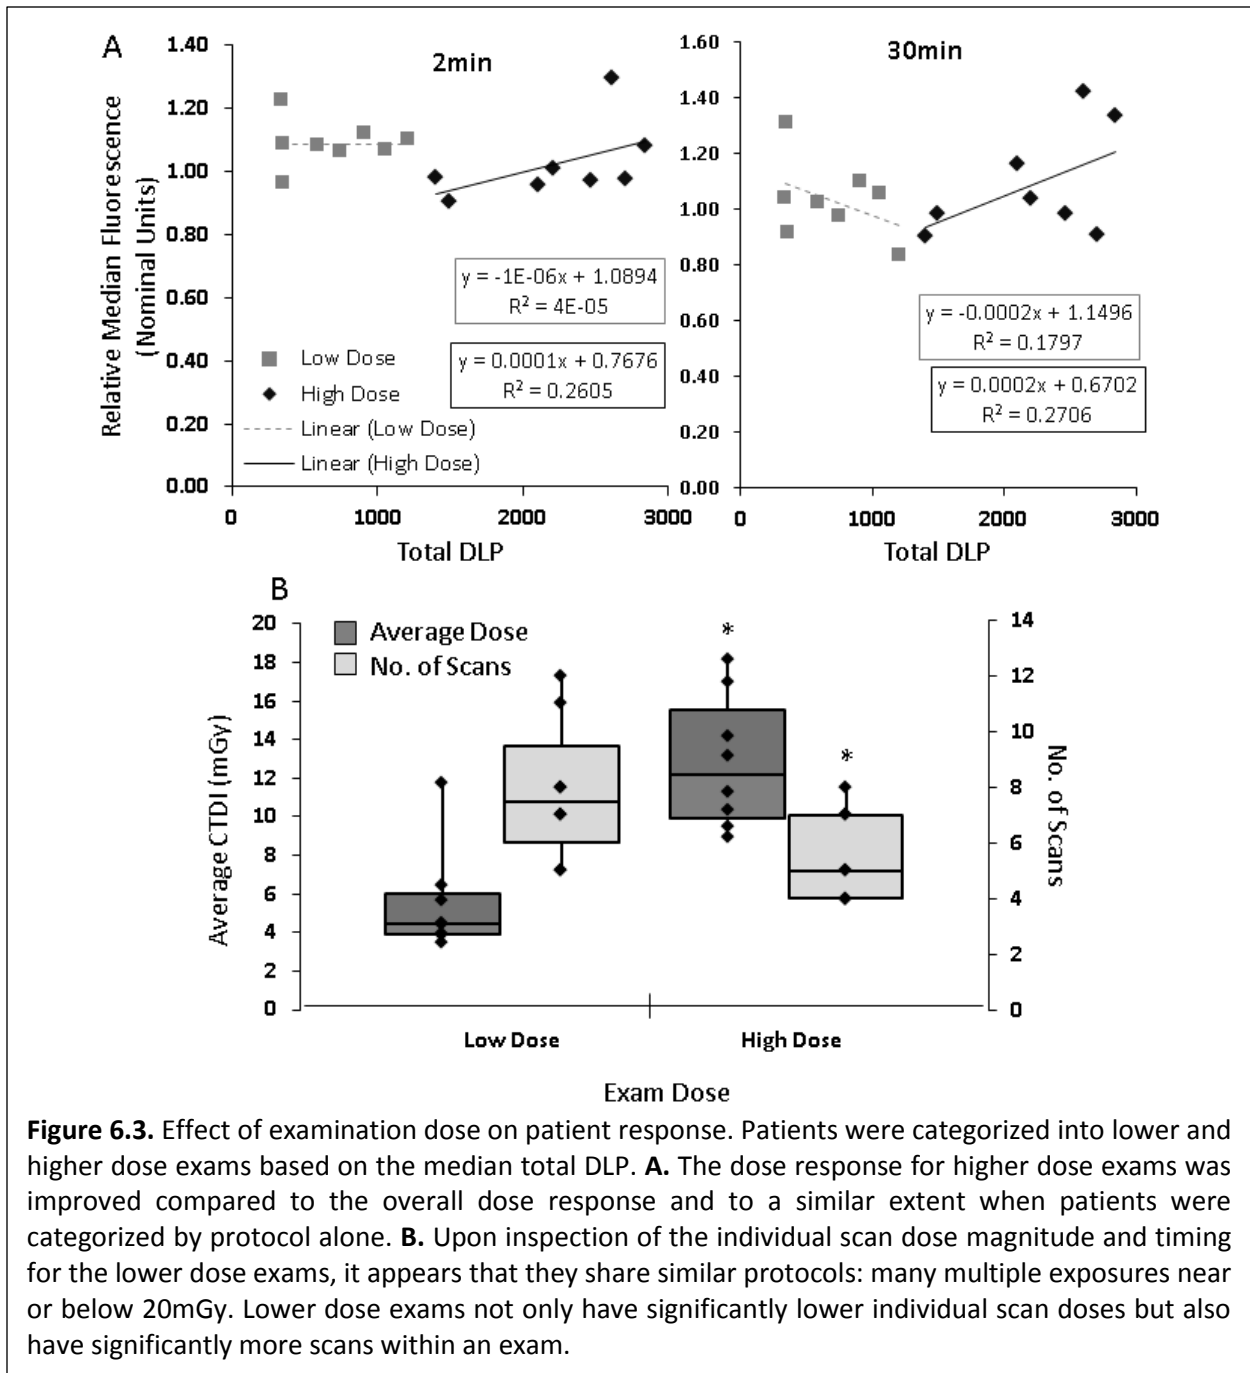 A
2min
30min
1.40
1.20
1.00
0.80
0.60
0.40
0.20
0.00
Relative Median Fluorescence
(Nominal Units)
y = -1E-06x + 1.0894
R² = 4E-05
y = 0.0001x + 0.7676
R² = 0.2605
Low Dose
High Dose
Linear (Low Dose)
Linear (High Dose)
0 1000 2000 3000
Total DLP
1.60
1.40
1.20
1.00
0.80
0.60
0.40
0.20
0.00
y = -0.0002x + 1.1496
R² = 0.1797
y = 0.0002x + 0.6702
R² = 0.2706
0 1000 2000 3000
Total DLP
B
20
18
16
14
12
10
8
6
4
2
0
Average CTDI (mGy)
Average Dose
No. of Scans
*
*
14
12
10
8
6
4
2
0
No. of Scans
Low Dose High Dose
Exam Dose
Figure 6.3. Effect of examination dose on patient response. Patients were categorized into lower and
higher dose exams based on the median total DLP. A. The dose response for higher dose exams was
improved compared to the overall dose response and to a similar extent when patients were
categorized by protocol alone. B. Upon inspection of the individual scan dose magnitude and timing
for the lower dose exams, it appears that they share similar protocols: many multiple exposures near
or below 20mGy. Lower dose exams not only have significantly lower individual scan doses but also
have significantly more scans within an exam.